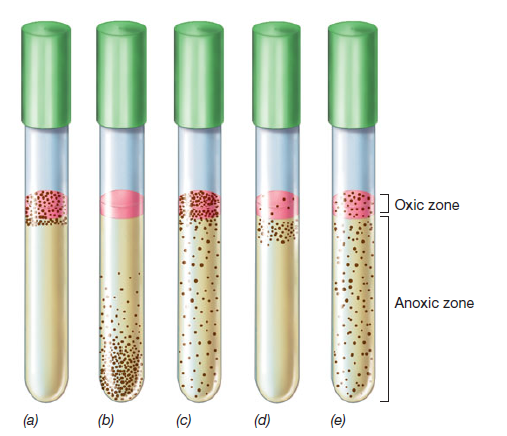 Oxic zone
Anoxic zone
(a) (b) (c) (d) (e)